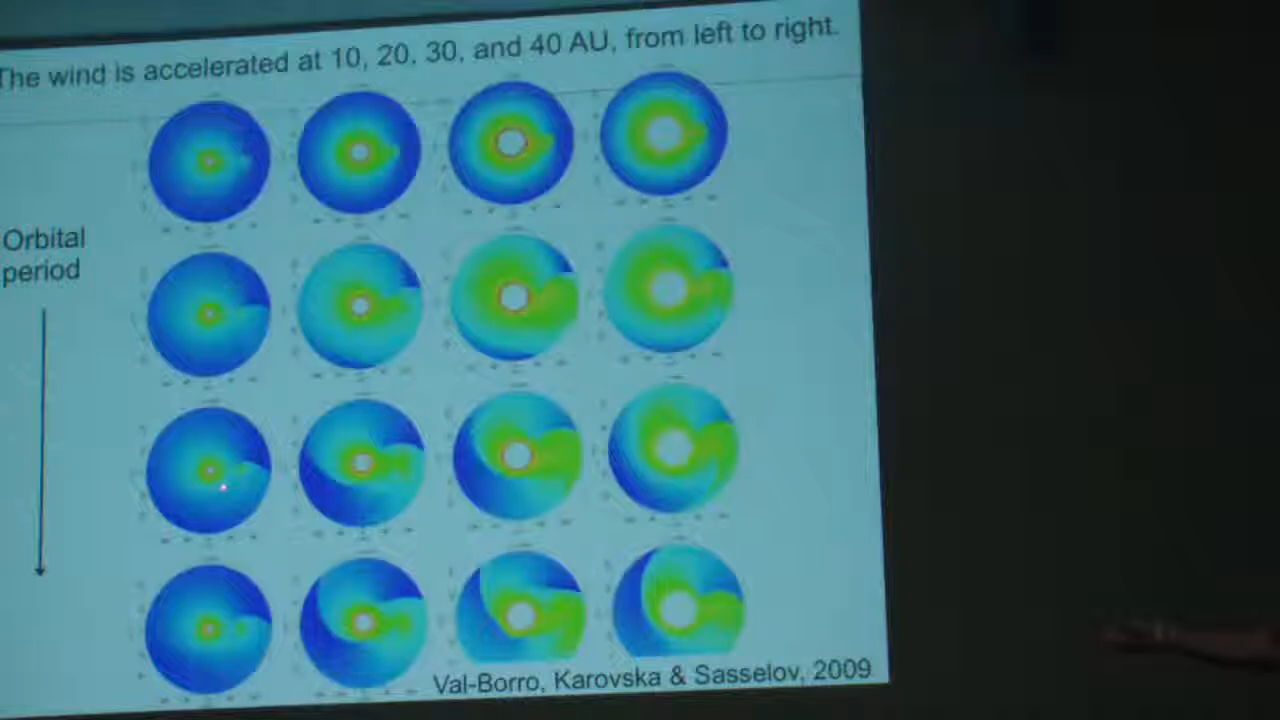 The wind is accelerated at 10, 20, 30, and 40 AU, from left to right.
Orbital
period
Val-Borro, Karovska & Sasselov, 2009